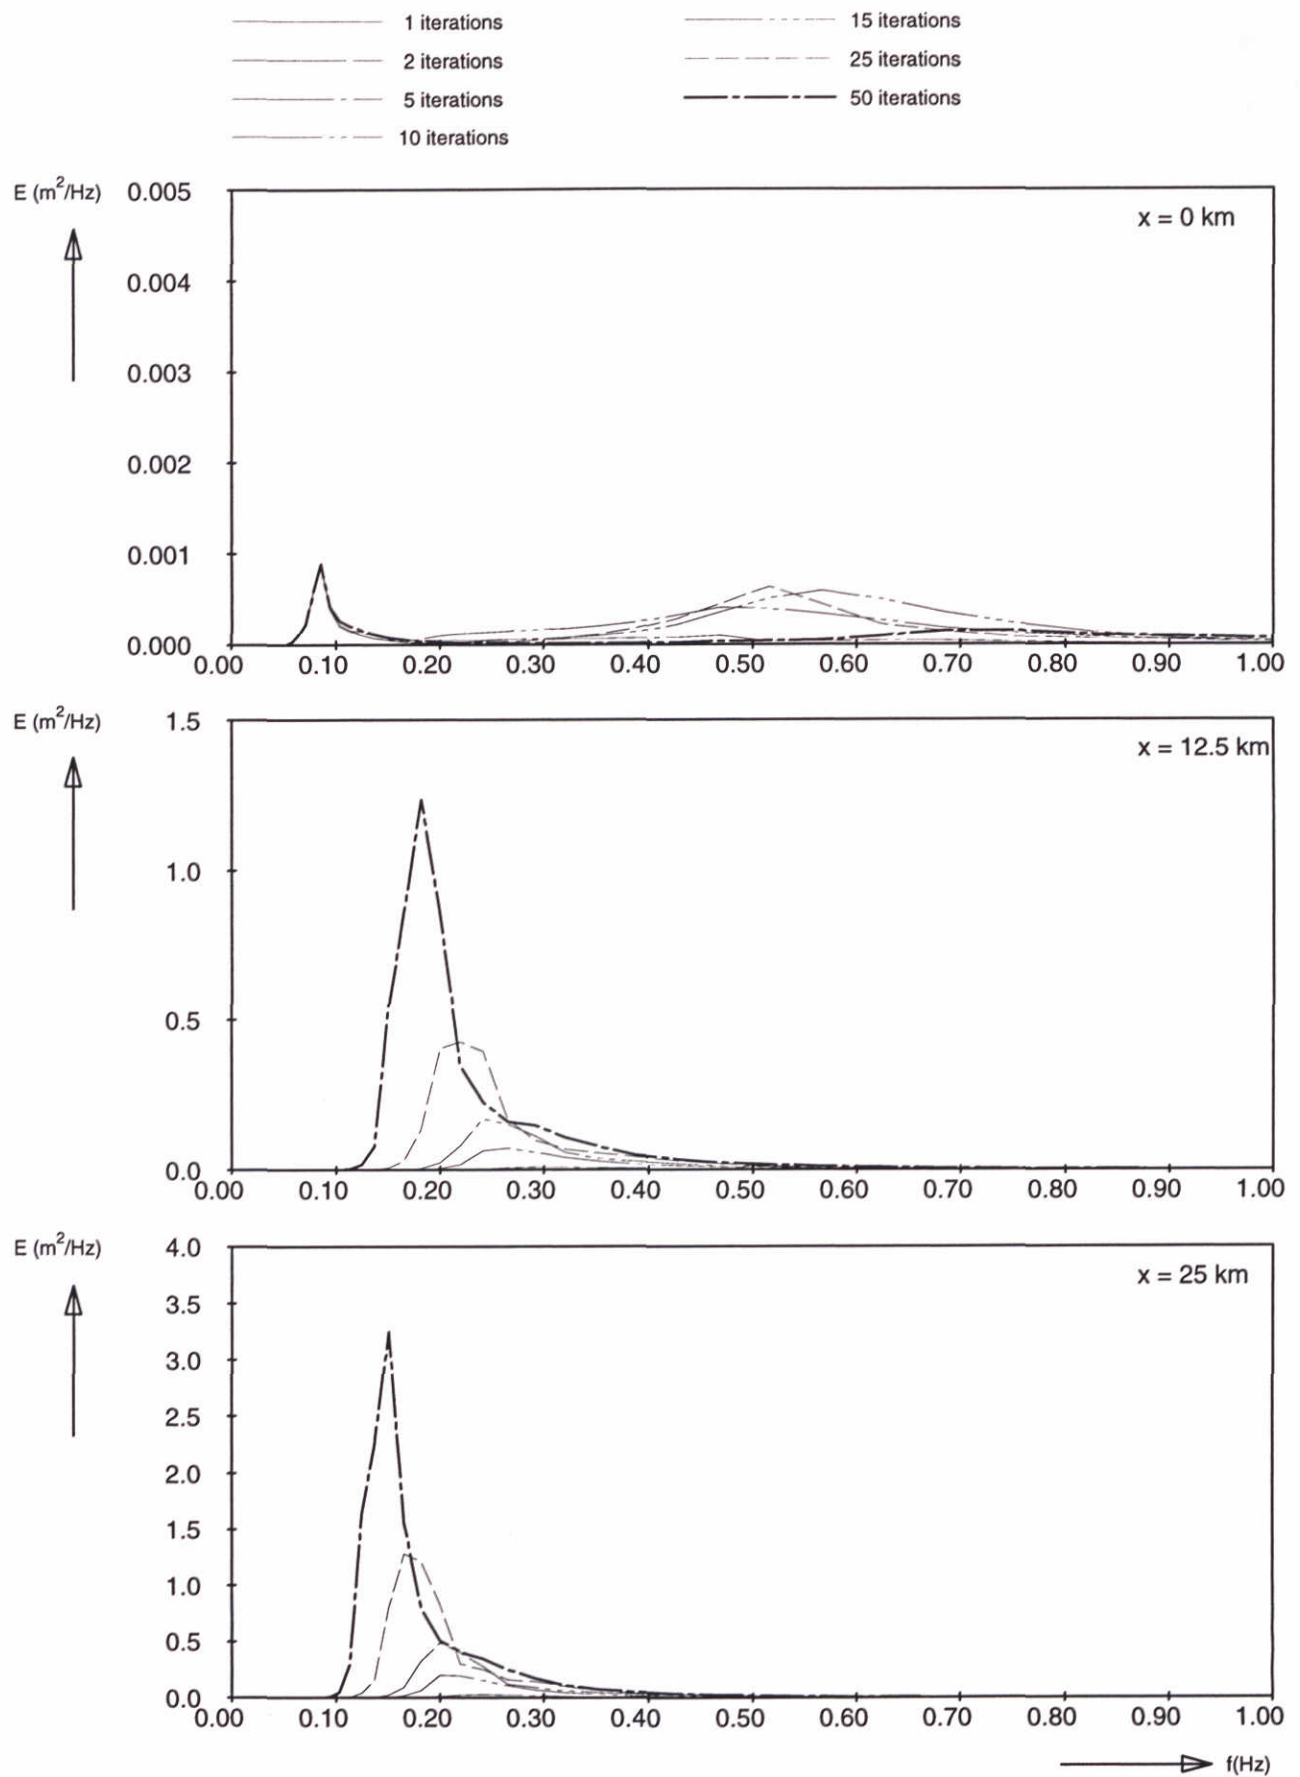 1 iterations
2 iterations
5 iterations
10 iterations
15 iterations
25 iterations
50 iterations
E (m²/Hz)
0.005
0.004
0.003
0.002
0.001
0.000
x = 0 km
0.00 0.10 0.20 0.30 0.40 0.50 0.60 0.70 0.80 0.90 1.00
E (m²/Hz)
1.5
1.0
0.5
0.0
x = 12.5 km
0.00 0.10 0.20 0.30 0.40 0.50 0.60 0.70 0.80 0.90 1.00
E (m²/Hz)
4.0
3.5
3.0
2.5
2.0
1.5
1.0
0.5
0.0
x = 25 km
0.00 0.10 0.20 0.30 0.40 0.50 0.60 0.70 0.80 0.90 1.00
f(Hz)